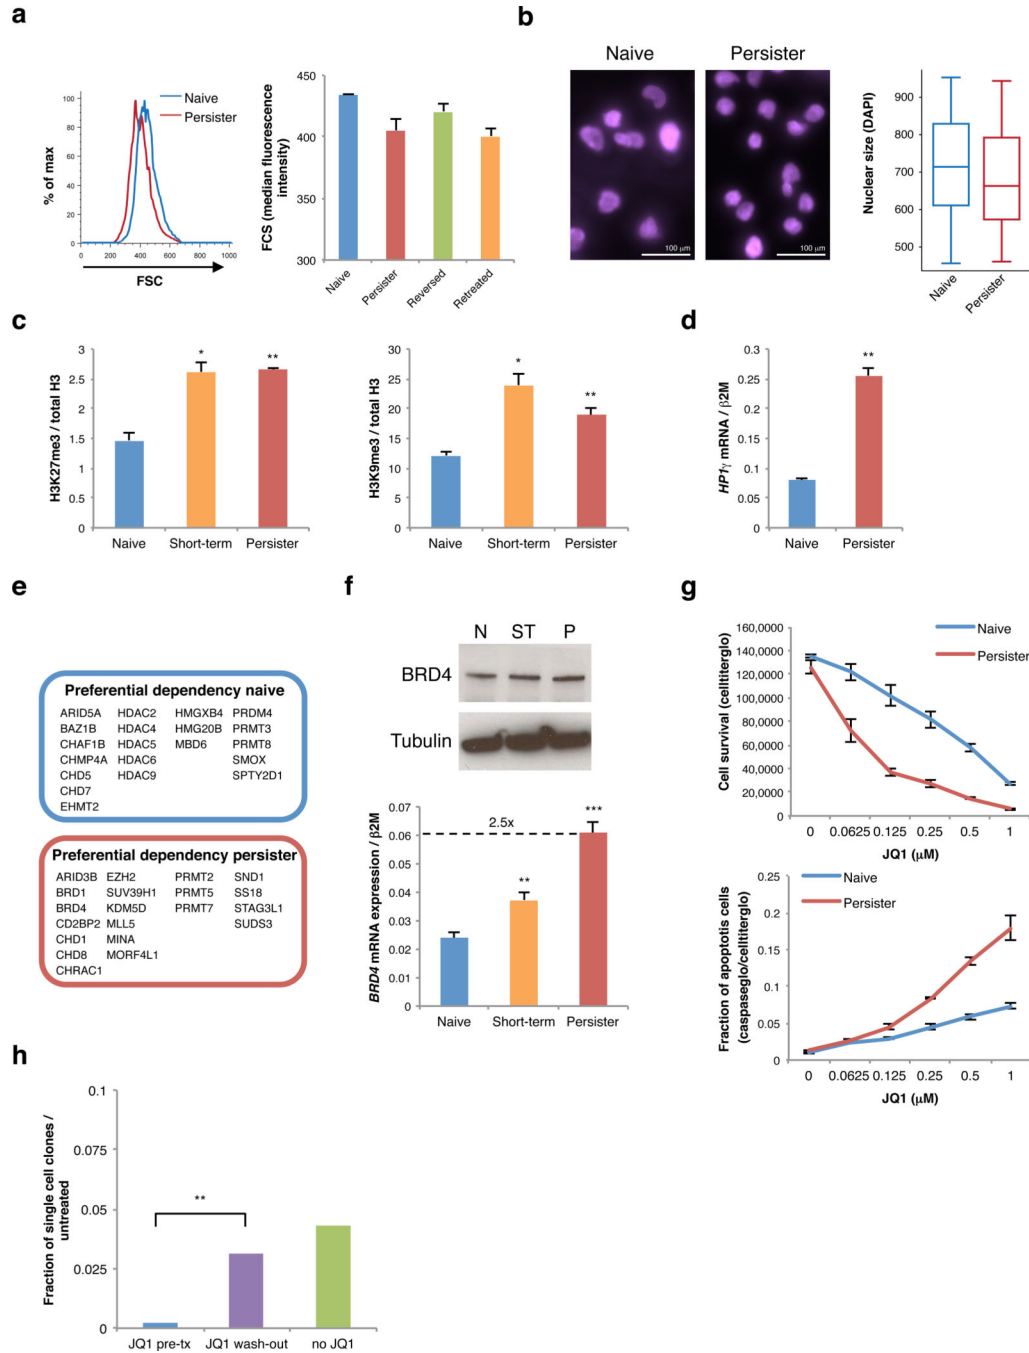 a
Naive
Persister
% of max
100
80
60
40
20
0
0 200 400 600 800 1000
FSC
FCS (median fluorescence
intensity)
450
400
350
300
Naive
Persister
Reversed
Retreated
b
Naive Persister
100 µm
100 µm
Nuclear size (DAPI)
900
800
700
600
500
Naive
Persister
c
H3K27me3 / total H3
3
2.5
2
1.5
1
0.5
0
*
**
Naive Short-term Persister
H3K9me3 / total H3
30
25
20
15
10
5
0
*
**
Naive Short-term Persister
d
HP1γ mRNA / β2M
0.3
0.25
0.2
0.15
0.1
0.05
0
**
Naive Persister
e
Preferential dependency naive
ARID5A HDAC2 HMGXB4 PRDM4
BAZ1B HDAC4 HMG20B PRMT3
CHAF1B HDAC5 MBD6 PRMT8
CHMP4A HDAC6 SMOX
CHD5 HDAC9 SPTY2D1
CHD7
EHMT2
Preferential dependency persister
ARID3B EZH2 PRMT2 SND1
BRD1 SUV39H1 PRMT5 SS18
BRD4 KDM5D PRMT7 STAG3L1
CD2BP2 MLL5 SUDS3
CHD1 MINA
CHD8 MORF4L1
CHRAC1
f
N ST P
BRD4
Tubulin
BRD4 mRNA expression / β2M
0.07
0.06
0.05
0.04
0.03
0.02
0.01
0
2.5x
**
***
Naive Short-term Persister
g
Cell survival (celltiterglo)
160,0000
140,0000
120,0000
100,0000
80,0000
60,0000
40,0000
20,0000
0
Naive
Persister
0 0.0625 0.125 0.25 0.5 1
JQ1 (µM)
Fraction of apoptotis cells
(caspaseglo/celltiterglo)
0.25
0.2
0.15
0.1
0.05
0
Naive
Persister
0 0.0625 0.125 0.25 0.5 1
JQ1 (µM)
h
Fraction of single cell clones /
untreated
0.1
0.075
0.05
0.025
0
**
JQ1 pre-tx JQ1 wash-out no JQ1